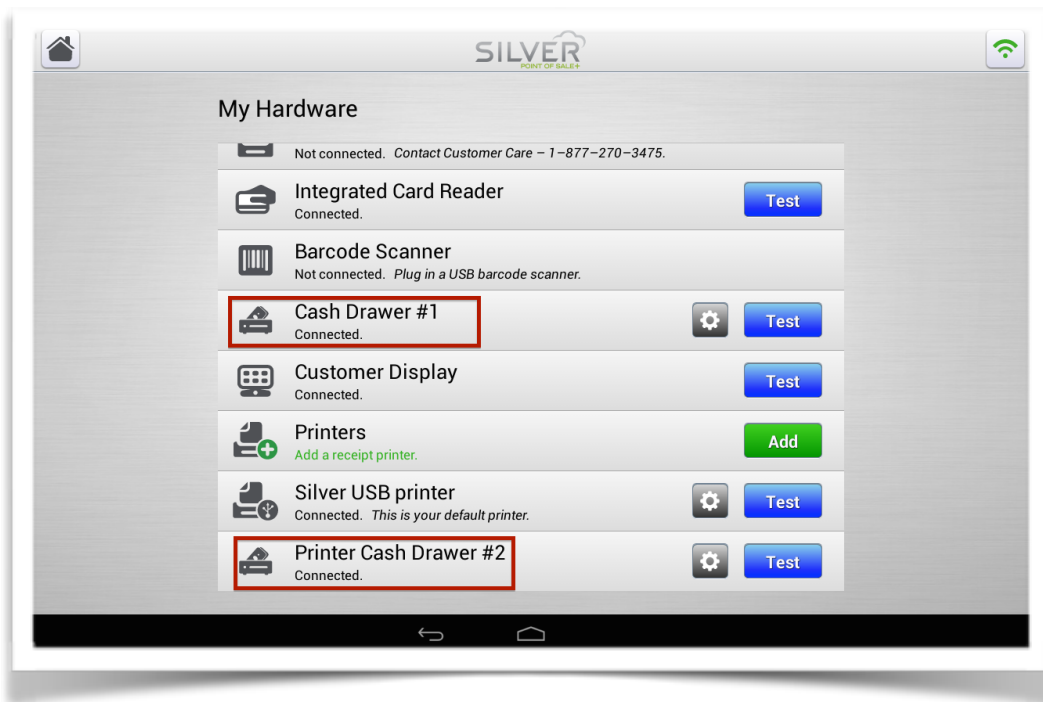 SILVER
POINT OF SALE+
My Hardware
Not connected. Contact Customer Care – 1–877–270–3475.
Integrated Card Reader
Connected.
Test
Barcode Scanner
Not connected. Plug in a USB barcode scanner.
Cash Drawer #1
Connected.
Test
Customer Display
Connected.
Test
Printers
Add a receipt printer.
Add
Silver USB printer
Connected. This is your default printer.
Test
Printer Cash Drawer #2
Connected.
Test